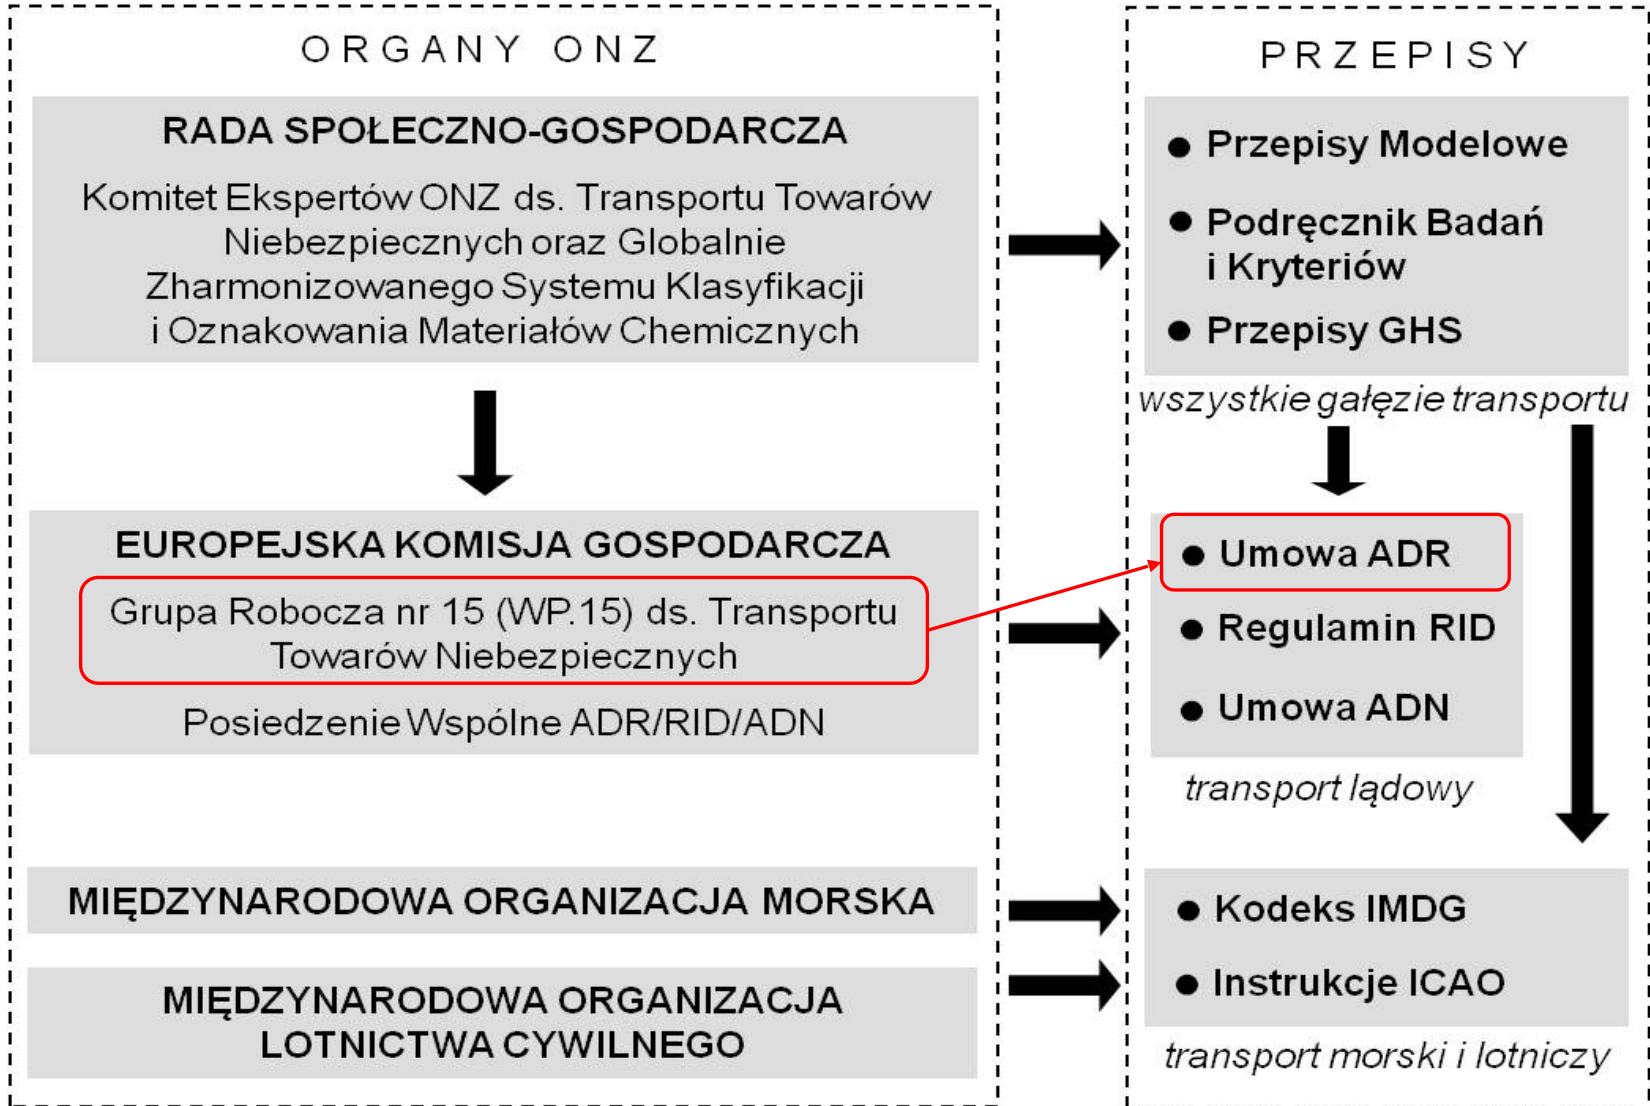 ORGANY ONZ
RADA SPOŁECZNO-GOSPODARCZA
Komitet Ekspertów ONZ ds. Transportu Towarów
Niebezpiecznych oraz Globalnie
Zharmonizowanego Systemu Klasyfikacji
i Oznakowania Materiałów Chemicznych
EUROPEJSKA KOMISJA GOSPODARCZA
Grupa Robocza nr 15 (WP.15) ds. Transportu
Towarów Niebezpiecznych
Posiedzenie Wspólne ADR/RID/ADN
MIĘDZYNARODOWA ORGANIZACJA MORSKA
MIĘDZYNARODOWA ORGANIZACJA
LOTNICTWA CYWILNEGO
PRZEPISY
● Przepisy Modelowe
● Podręcznik Badań
i Kryteriów
● Przepisy GHS
wszystkie gałęzie transportu
● Umowa ADR
● Regulamin RID
● Umowa ADN
transport lądowy
● Kodeks IMDG
● Instrukcje ICAO
transport morski i lotniczy